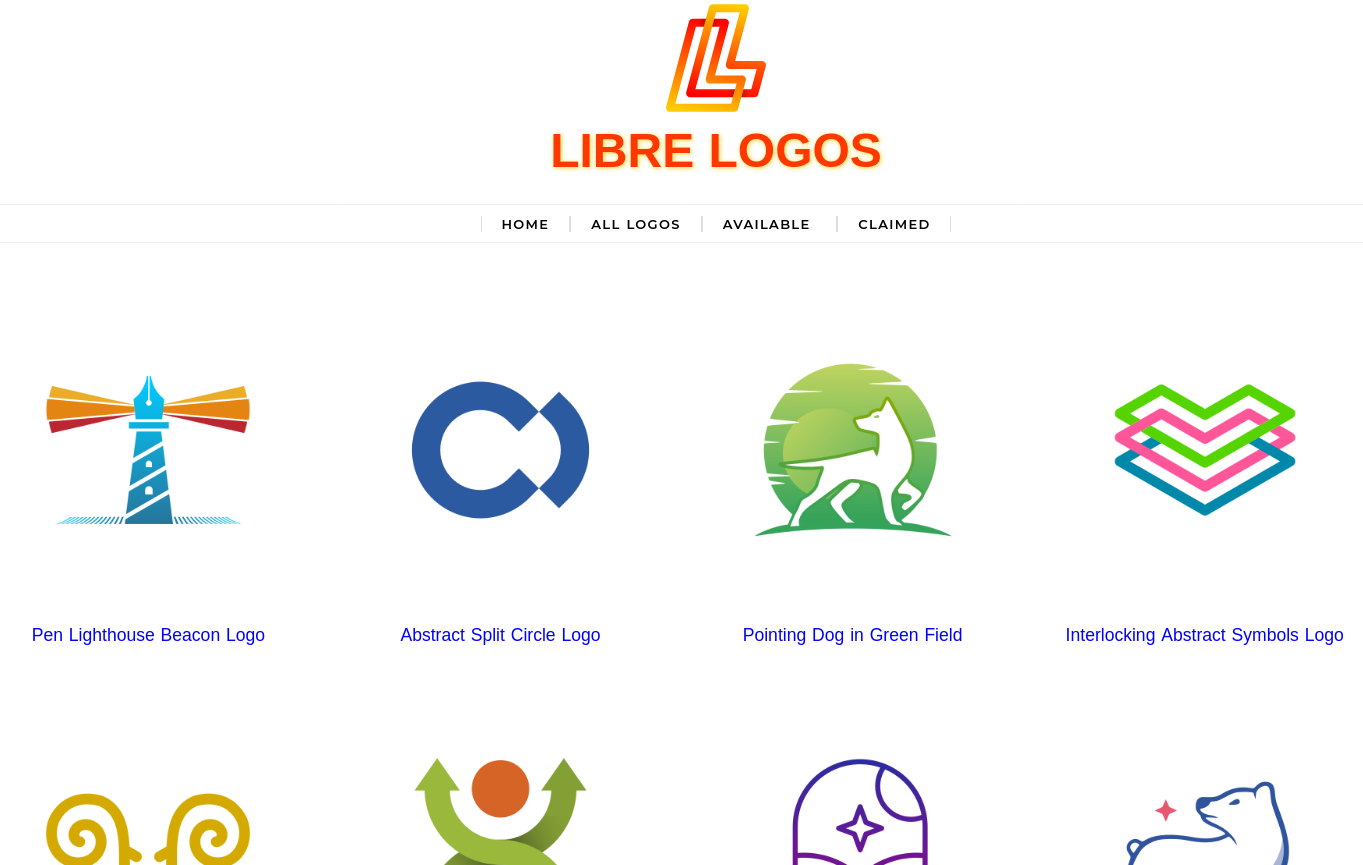 LIBRE LOGOS
HOME
ALL LOGOS
AVAILABLE
CLAIMED
Pen Lighthouse Beacon Logo
Abstract Split Circle Logo
Pointing Dog in Green Field
Interlocking Abstract Symbols Logo